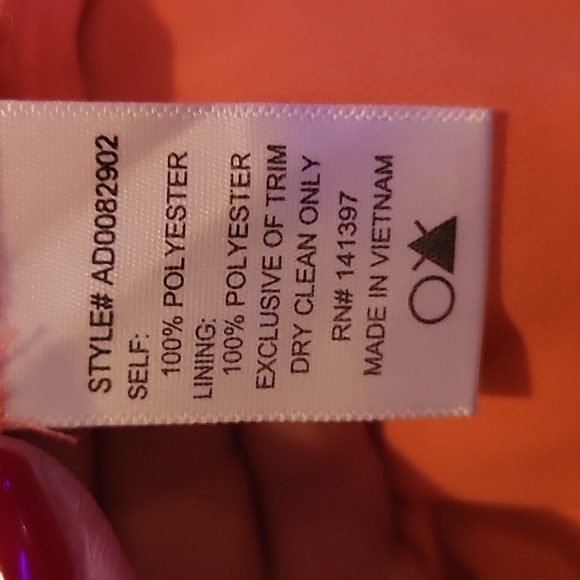 STYLE# AD0082902
SELF:
100% POLYESTER
LINING:
100% POLYESTER
EXCLUSIVE OF TRIM
DRY CLEAN ONLY
RN# 141397
MADE IN VIETNAM